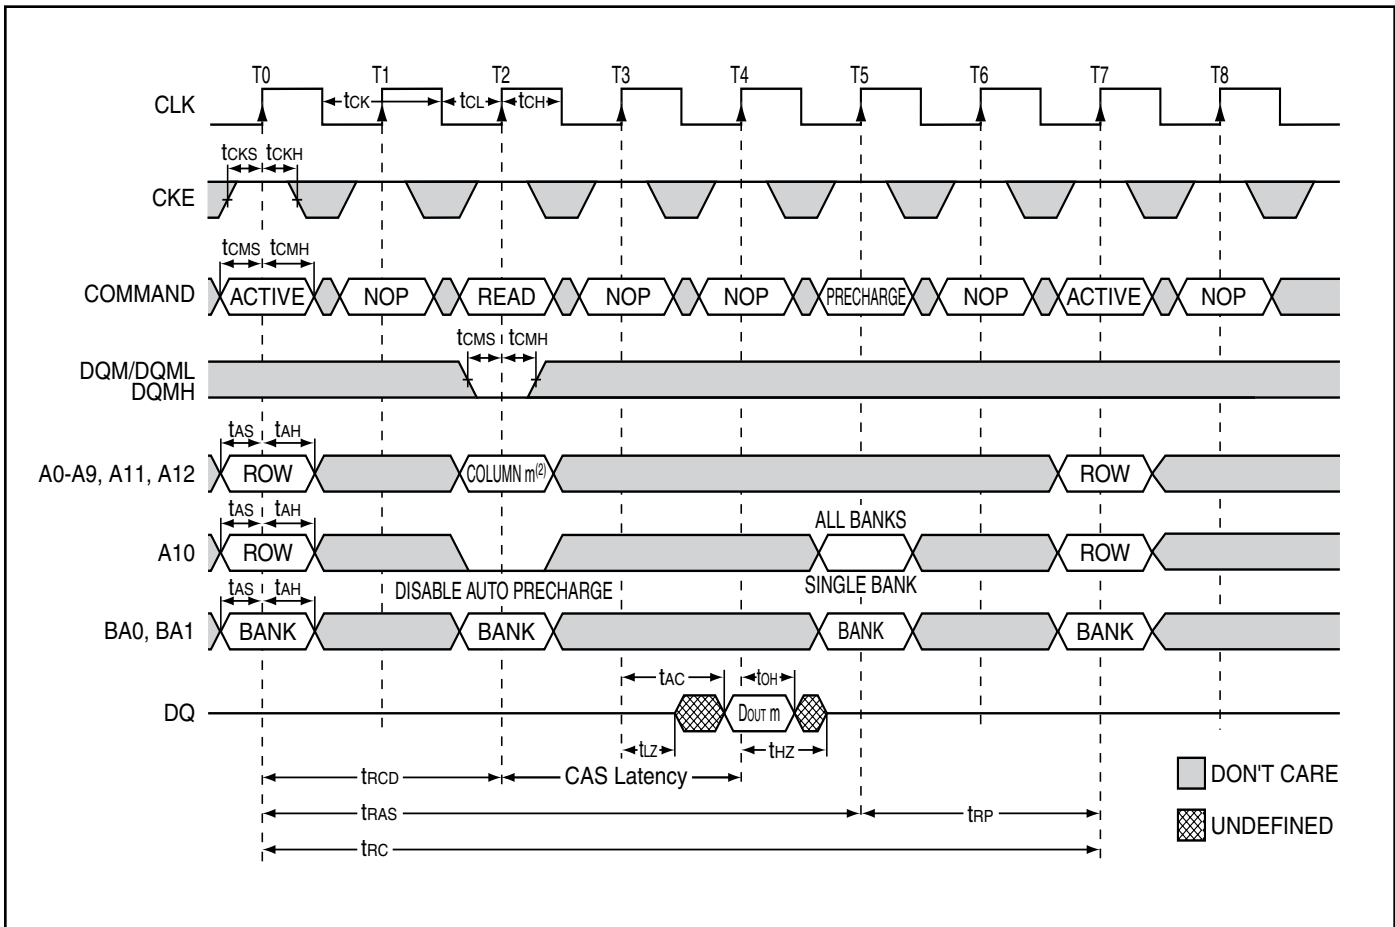 T0 T1 T2 T3 T4 T5 T6 T7 T8
CLK tCK tCL tCH
tCKS tCKH
CKE
tCMS tCMH
COMMAND ACTIVE NOP READ NOP NOP PRECHARGE NOP ACTIVE NOP
tCMS tCMH
DQM/DQML
DQMH
tAS tAH
A0-A9, A11, A12 ROW COLUMN m(2) ROW
tAS tAH ALL BANKS
A10 ROW ROW
DISABLE AUTO PRECHARGE SINGLE BANK
tAS tAH
BA0, BA1 BANK BANK BANK BANK
tAC tOH
DQ DOUT m
tLZ tHZ
tRCD CAS Latency
DON'T CARE
tRAS tRP
UNDEFINED
tRC